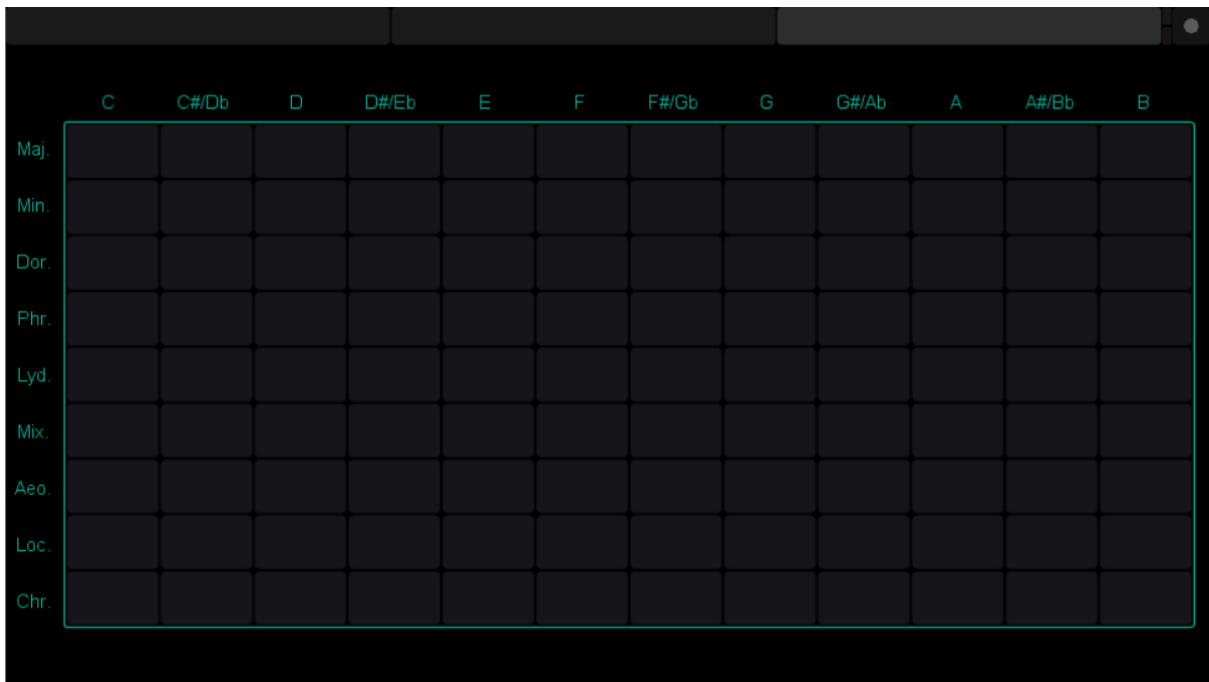 C C#/Db D D#/Eb E F F#/Gb G G#/Ab A A#/Bb B
Maj.
Min.
Dor.
Phr.
Lyd.
Mix.
Aeo.
Loc.
Chr.